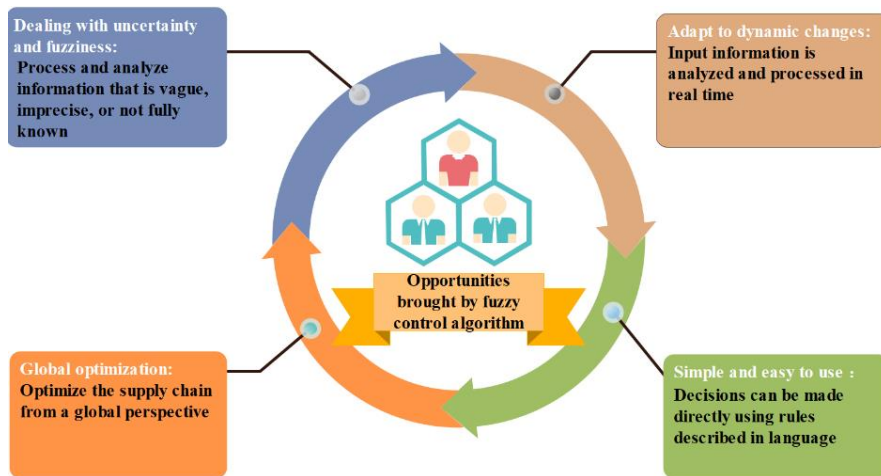 Dealing with uncertainty
and fuzziness:
Process and analyze
information that is vague,
imprecise, or not fully
known
Adapt to dynamic changes:
Input information is
analyzed and processed in
real time
Opportunities
brought by fuzzy
control algorithm
Global optimization:
Optimize the supply chain
from a global perspective
Simple and easy to use：
Decisions can be made
directly using rules
described in language